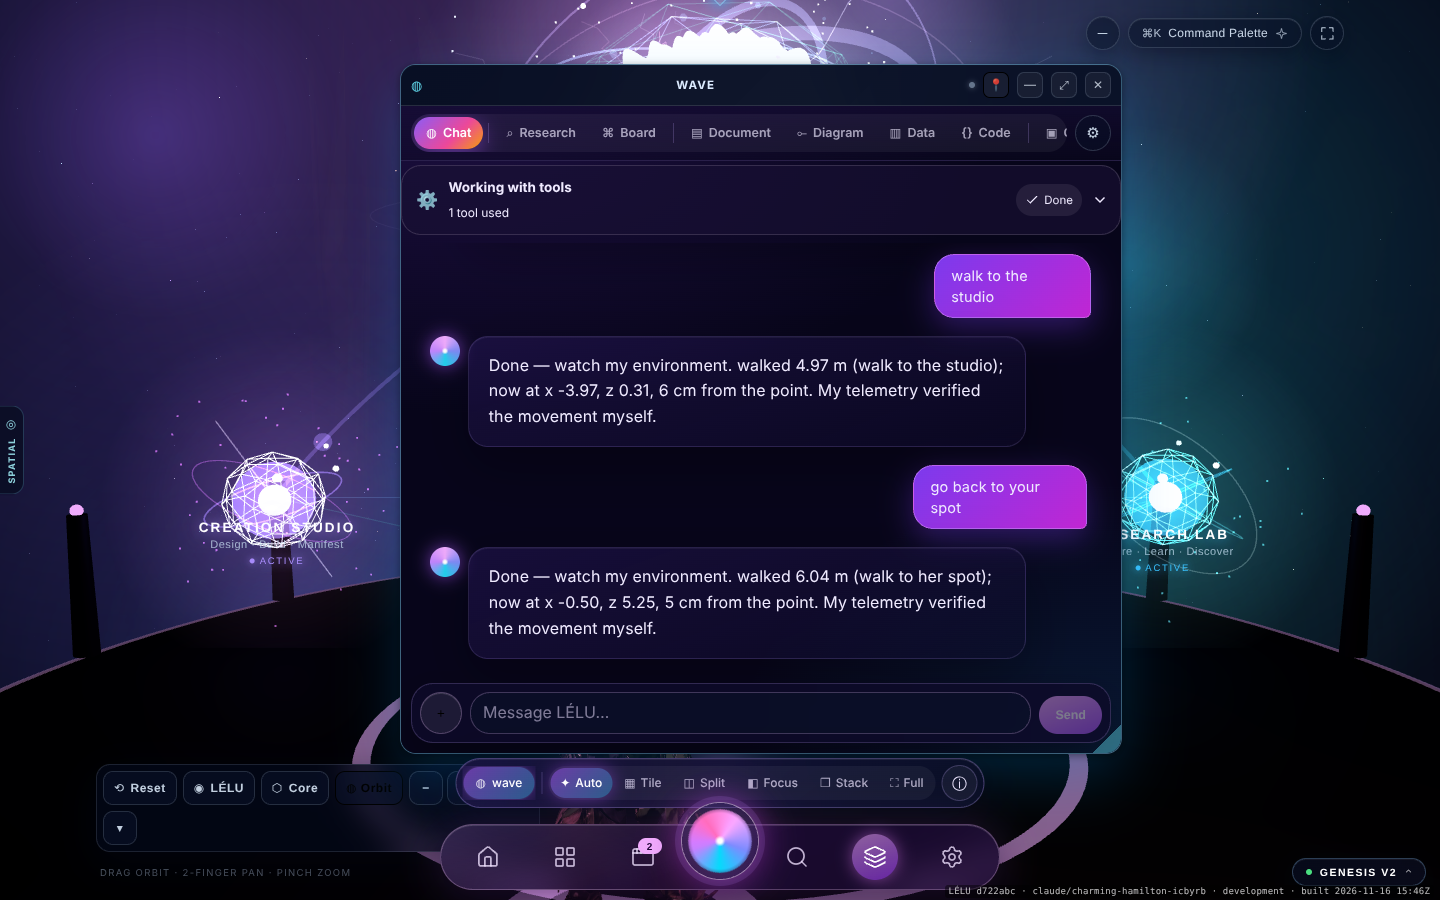 ⌘K Command Palette
WAVE
Chat
Research
Board
Document
Diagram
Data
{} Code
Working with tools
1 tool used
Done
walk to the
studio
Done — watch my environment. walked 4.97 m (walk to the studio);
now at x -3.97, z 0.31, 6 cm from the point. My telemetry verified
the movement myself.
go back to your
spot
Done — watch my environment. walked 6.04 m (walk to her spot);
now at x -0.50, z 5.25, 5 cm from the point. My telemetry verified
the movement myself.
+ Message LÉLU...
Send
SPATIAL
CREATION STUDIO
Design · Build · Manifest
ACTIVE
SEARCH LAB
re · Learn · Discover
ACTIVE
Reset
LÉLU
Core
Orbit
–
wave
Auto
Tile
Split
Focus
Stack
Full
2
DRAG ORBIT · 2-FINGER PAN · PINCH ZOOM
GENESIS V2
LÉLU d722abc · claude/charming-hamilton-icbyrb · development · built 2026-11-16 15:46Z